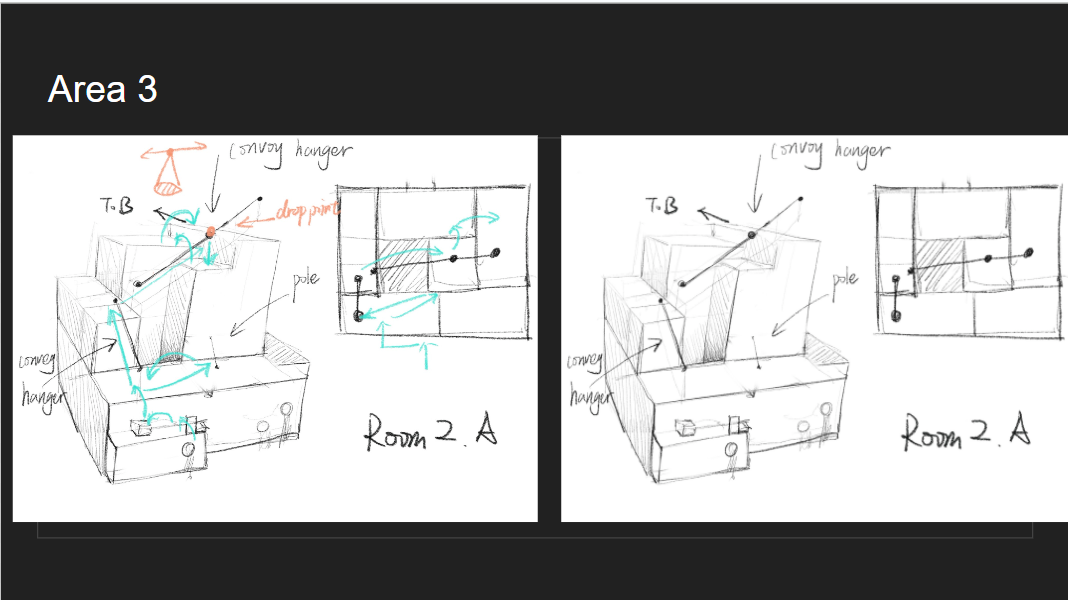 Area 3
convoy hanger
T.B
drop point
pole
convey
hanger
Room 2.A
convoy hanger
T.B
pole
convey
hanger
Room 2.A